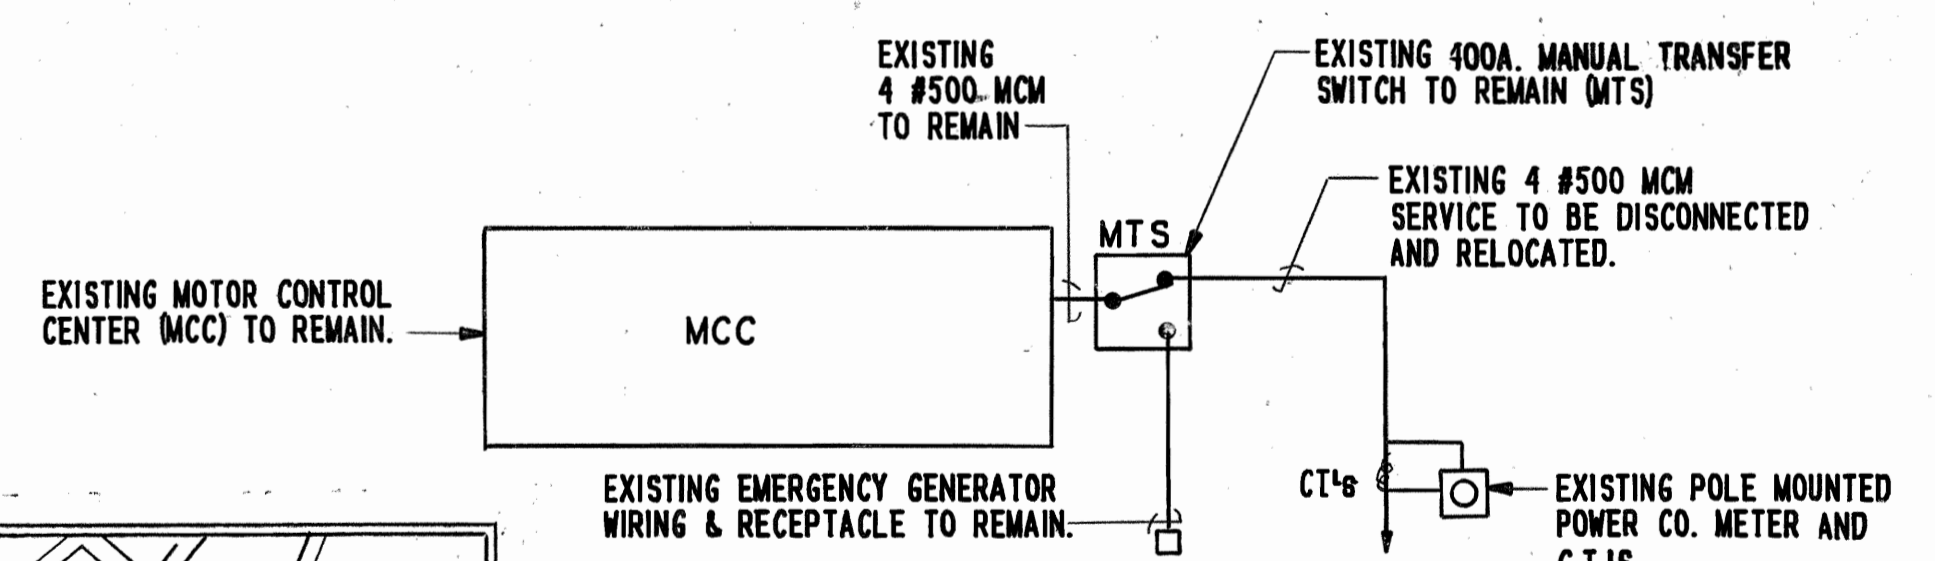 EXISTING
4 #500 MCM
TO REMAIN
EXISTING 400A. MANUAL TRANSFER
SWITCH TO REMAIN (MTS)
EXISTING 4 #500 MCM
SERVICE TO BE DISCONNECTED
AND RELOCATED.
MTS
EXISTING MOTOR CONTROL
CENTER (MCC) TO REMAIN.
MCC
EXISTING EMERGENCY GENERATOR
WIRING & RECEPTACLE TO REMAIN.
CT'S
EXISTING POLE MOUNTED
POWER CO. METER AND